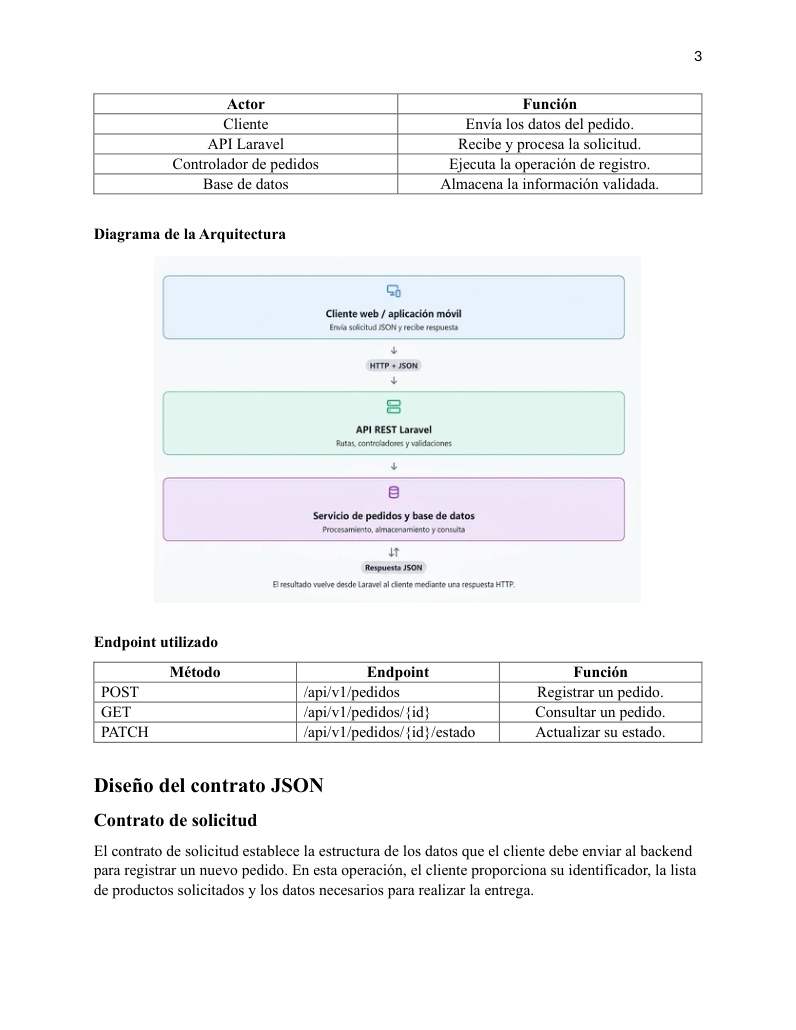 3
Actor Función
Cliente Envía los datos del pedido.
API Laravel Recibe y procesa la solicitud.
Controlador de pedidos Ejecuta la operación de registro.
Base de datos Almacena la información validada.
Diagrama de la Arquitectura
Cliente web / aplicación móvil
Envía solicitud JSON y recibe respuesta
HTTP + JSON
API REST Laravel
Rutas, controladores y validaciones
Servicio de pedidos y base de datos
Procesamiento, almacenamiento y consulta
Respuesta JSON
El resultado vuelve desde Laravel al cliente mediante una respuesta HTTP.
Endpoint utilizado
Método Endpoint Función
POST /api/v1/pedidos Registrar un pedido.
GET /api/v1/pedidos/{id} Consultar un pedido.
PATCH /api/v1/pedidos/{id}/estado Actualizar su estado.
Diseño del contrato JSON
Contrato de solicitud
El contrato de solicitud establece la estructura de los datos que el cliente debe enviar al backend
para registrar un nuevo pedido. En esta operación, el cliente proporciona su identificador, la lista
de productos solicitados y los datos necesarios para realizar la entrega.